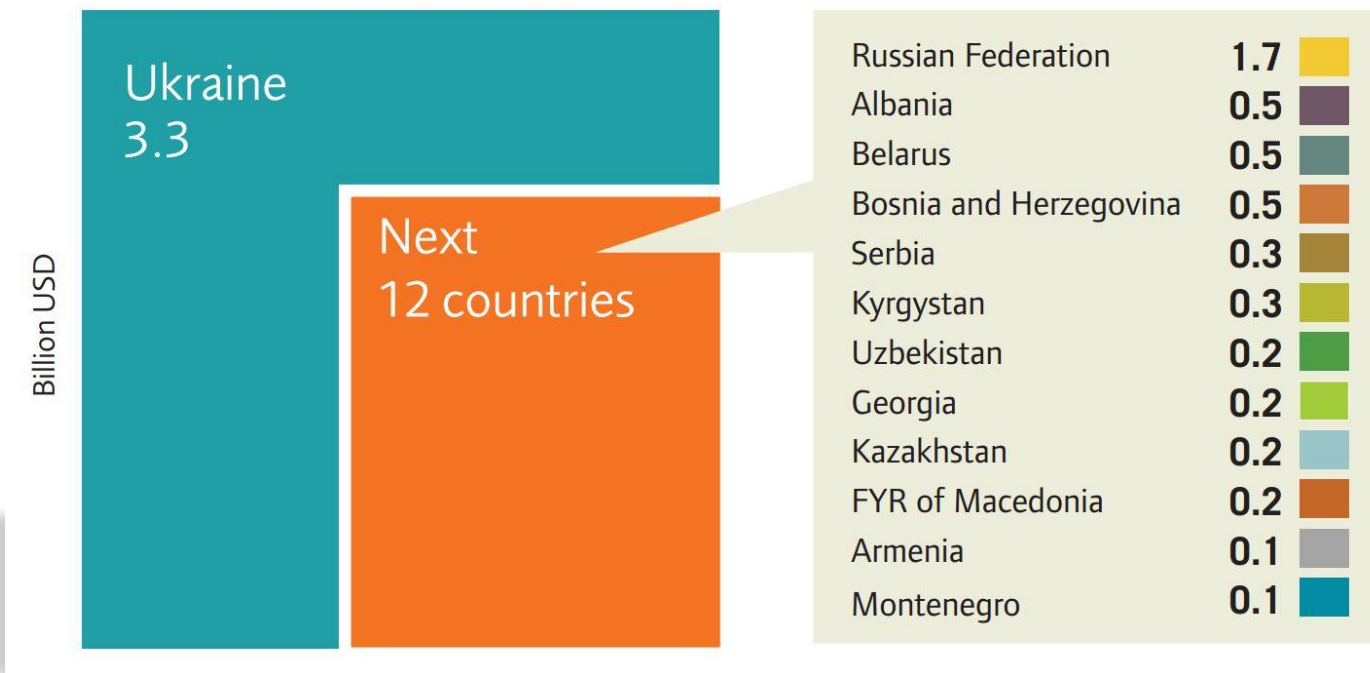 Billion USD
Ukraine
3.3
Next
12 countries
Russian Federation 1.7
Albania 0.5
Belarus 0.5
Bosnia and Herzegovina 0.5
Serbia 0.3
Kyrgystan 0.3
Uzbekistan 0.2
Georgia 0.2
Kazakhstan 0.2
FYR of Macedonia 0.2
Armenia 0.1
Montenegro 0.1